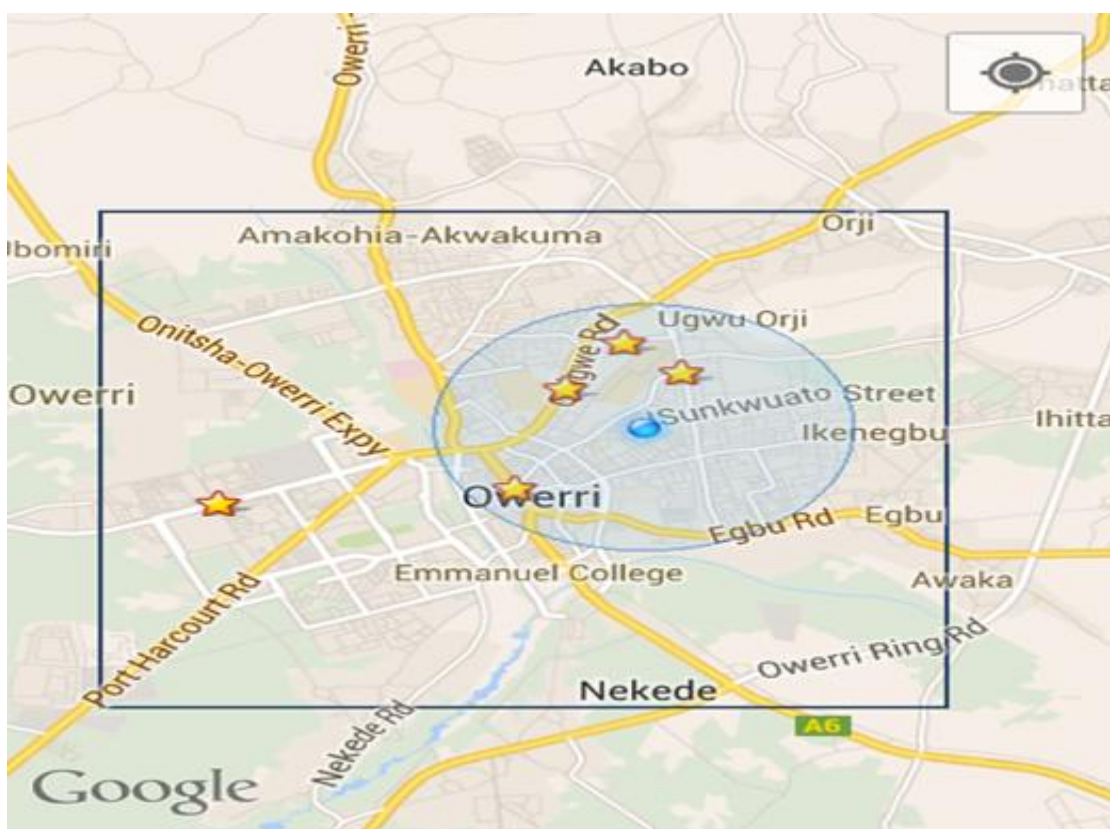 Owerri
Akabo
Orji
Amakohia-Akwakuma
Ugwu Orji
Onitsha-Owerri Expy
Owerri
Sunkwuato Street
Ikenegbu
Ihitta
Owerri
Egbu Rd
Egbu
Emmanuel College
Awaka
Port Harcourt Rd
Owerri Ring Rd
Nekede
Nekede Rd
A6
Google